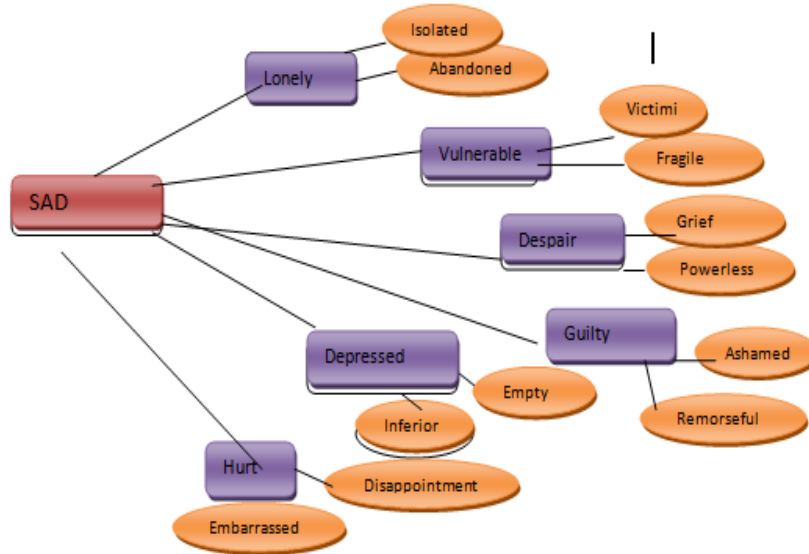 Isolated
Lonely
Abandoned
Victimi
Vulnerable
Fragile
SAD
Grief
Despair
Powerless
Guilty
Ashamed
Depressed
Empty
Remorseful
Inferior
Hurt
Disappointment
Embarrassed